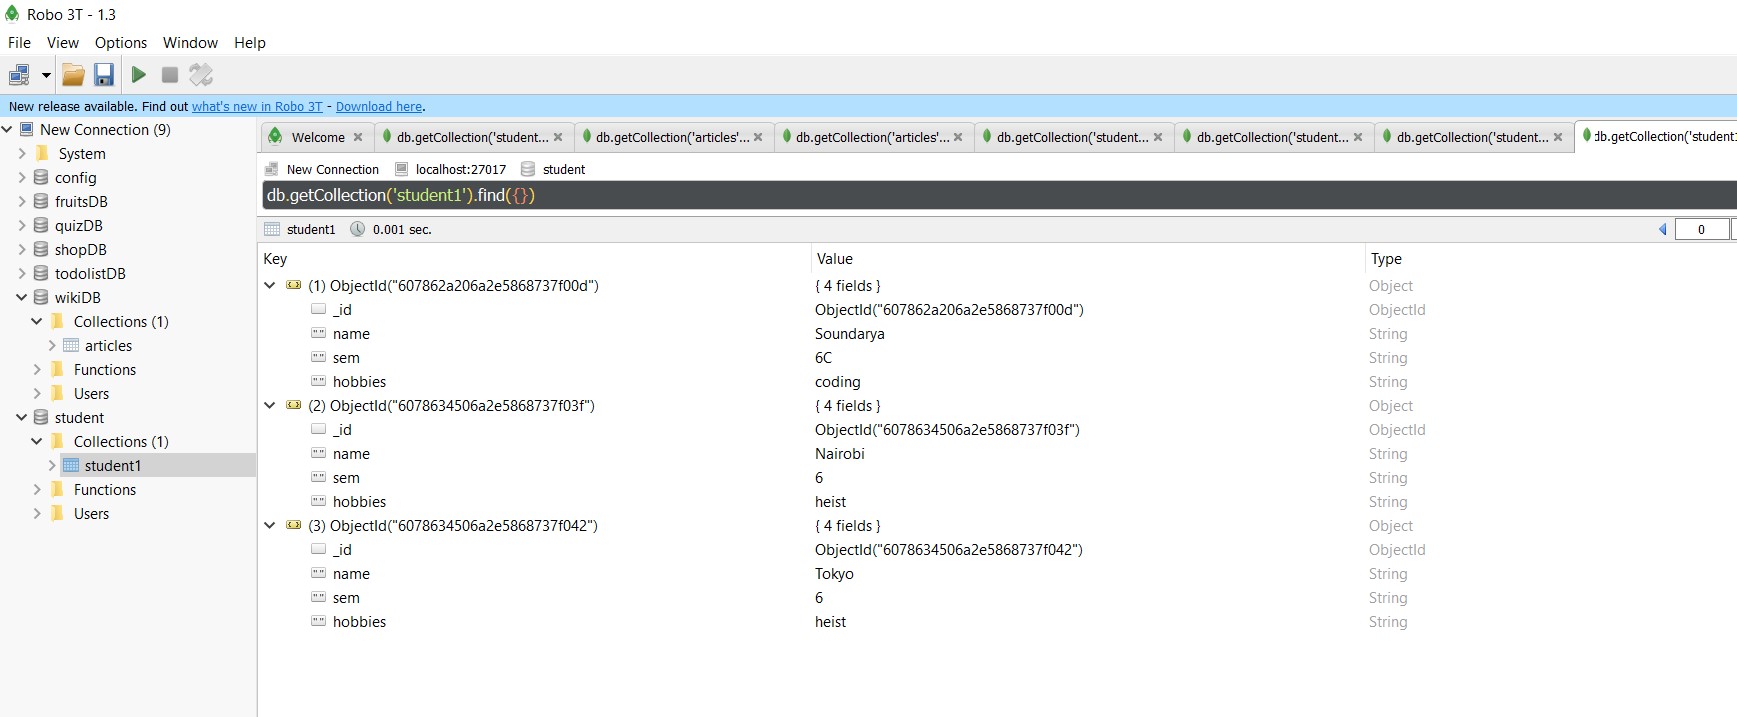 Robo 3T - 1.3
File View Options Window Help
New release available. Find out what's new in Robo 3T - Download here.
New Connection (9)
System
config
fruitsDB
quizDB
shopDB
todolistDB
wikiDB
Collections (1)
articles
Functions
Users
student
Collections (1)
student1
Functions
Users
Welcome db.getCollection('student... db.getCollection('articles'... db.getCollection('articles'... db.getCollection('student... db.getCollection('student... db.getCollection('student... db.getCollection('student1
New Connection localhost:27017 student
db.getCollection('student1').find({})
student1 0.001 sec. 0
Key Value Type
(1) ObjectId("607862a206a2e5868737f00d") { 4 fields } Object
_id ObjectId("607862a206a2e5868737f00d") ObjectId
name Soundarya String
sem 6C String
hobbies coding String
(2) ObjectId("6078634506a2e5868737f03f") { 4 fields } Object
_id ObjectId("6078634506a2e5868737f03f") ObjectId
name Nairobi String
sem 6 String
hobbies heist String
(3) ObjectId("6078634506a2e5868737f042") { 4 fields } Object
_id ObjectId("6078634506a2e5868737f042") ObjectId
name Tokyo String
sem 6 String
hobbies heist String